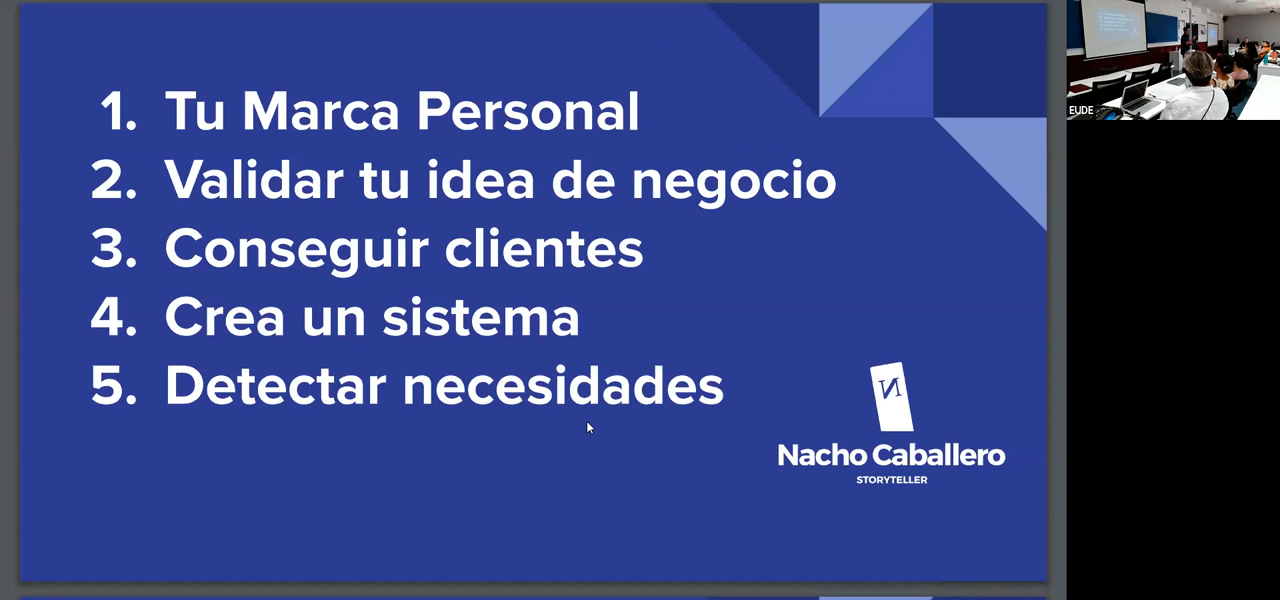 1. Tu Marca Personal
2. Validar tu idea de negocio
3. Conseguir clientes
4. Crea un sistema
5. Detectar necesidades
Nacho Caballero
STORYTELLER
EUDE